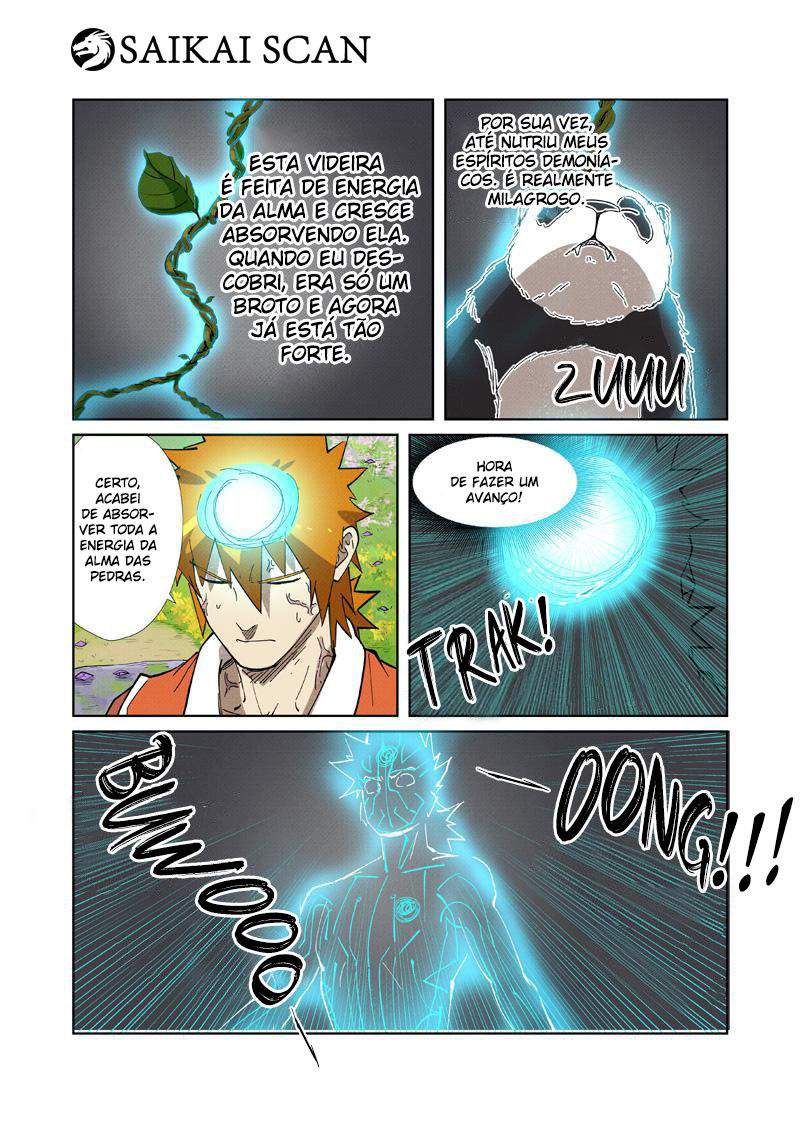 SAIKAI SCAN
ESTA VIDEIRA
É FEITA DE ENERGIA
DA ALMA E CRESCE
ABSORVENDO ELA.
QUANDO EU DES-
COBRI, ERA SÓ UM
BROTO E AGORA
JÁ ESTÁ TÃO
FORTE.
POR SUA VEZ,
ATÉ NUTRIU MEUS
ESPÍRITOS DEMONÍA-
COS. É REALMENTE
MILAGROSO.
ZUUU
CERTO,
ACABEI
DE ABSOR-
VER TODA A
ENERGIA DA
ALMA DAS
PEDRAS.
HORA
DE FAZER UM
AVANÇO!
TRAK!
BUWOOO
OONG!!!